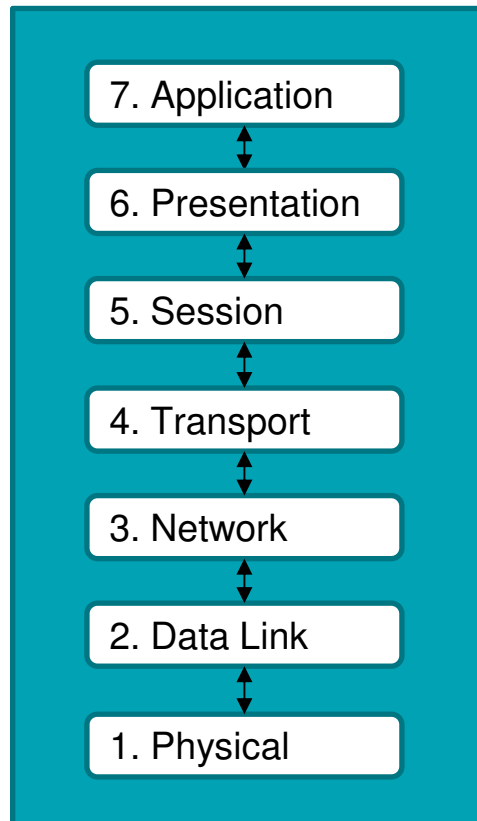 7. Application
6. Presentation
5. Session
4. Transport
3. Network
2. Data Link
1. Physical